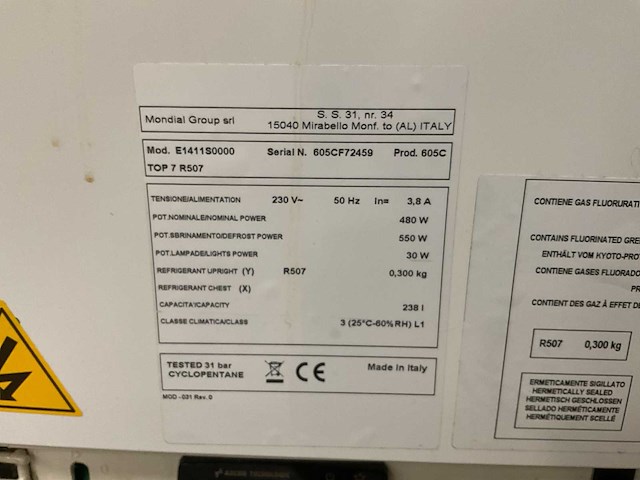 Mondial Group srl
S. S. 31, nr. 34
15040 Mirabello Monf. to (AL) ITALY
Mod. E1411S0000 Serial N. 605CF72459 Prod. 605C
TOP 7 R507
TENSIONE/ALIMENTATION 230 V~ 50 Hz In= 3,8 A
POT.NOMINALE/NOMINAL POWER 480 W
POT.SBRINAMENTO/DEFROST POWER 550 W
POT.LAMPADE/LIGHTS POWER 30 W
REFRIGERANT UPRIGHT (Y) R507 0,300 kg
REFRIGERANT CHEST (X)
CAPACITA'/CAPACITY 238 l
CLASSE CLIMATICA/CLASS 3 (25°C-60%RH) L1
TESTED 31 bar
CYCLOPENTANE
CE
Made in Italy
MOD -031 Rev. 0
CONTIENE GAS FLUORURATI
CONTAINS FLUORINATED GRE
ENTHÄLT VOM KYOTO-PRO
CONTIENE GASES FLUORADO
PR
CONTIENT DES GAZ À EFFET DE
R507 0,300 kg
ERMETICAMENTE SIGILLATO
HERMETICALLY SEALED
HERMETISCH GESCHLOSSEN
SELLADO HERMÉTICAMENTE
HERMÉTIQUEMENT SCELLÉ